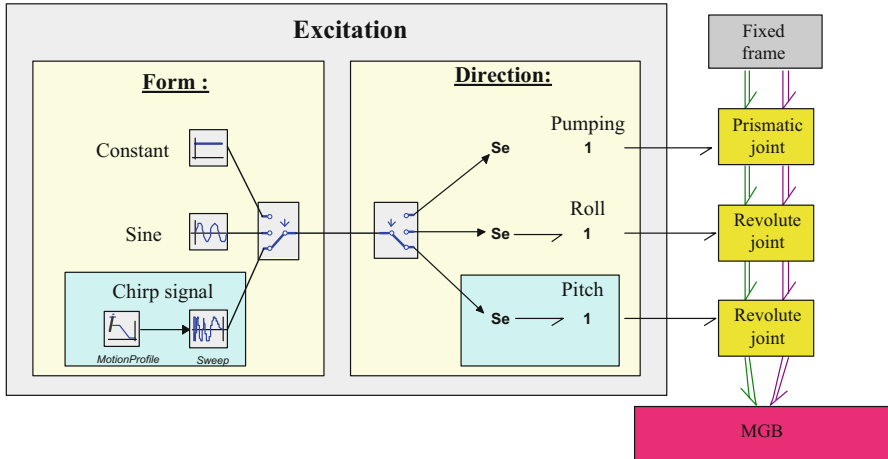 Excitation
Fixed
frame
Form :
Direction:
Constant
Pumping
Se
1
Prismatic
joint
Sine
Roll
Se
1
Revolute
joint
Chirp signal
Pitch
Se
1
Revolute
joint
MotionProfile
Sweep
MGB